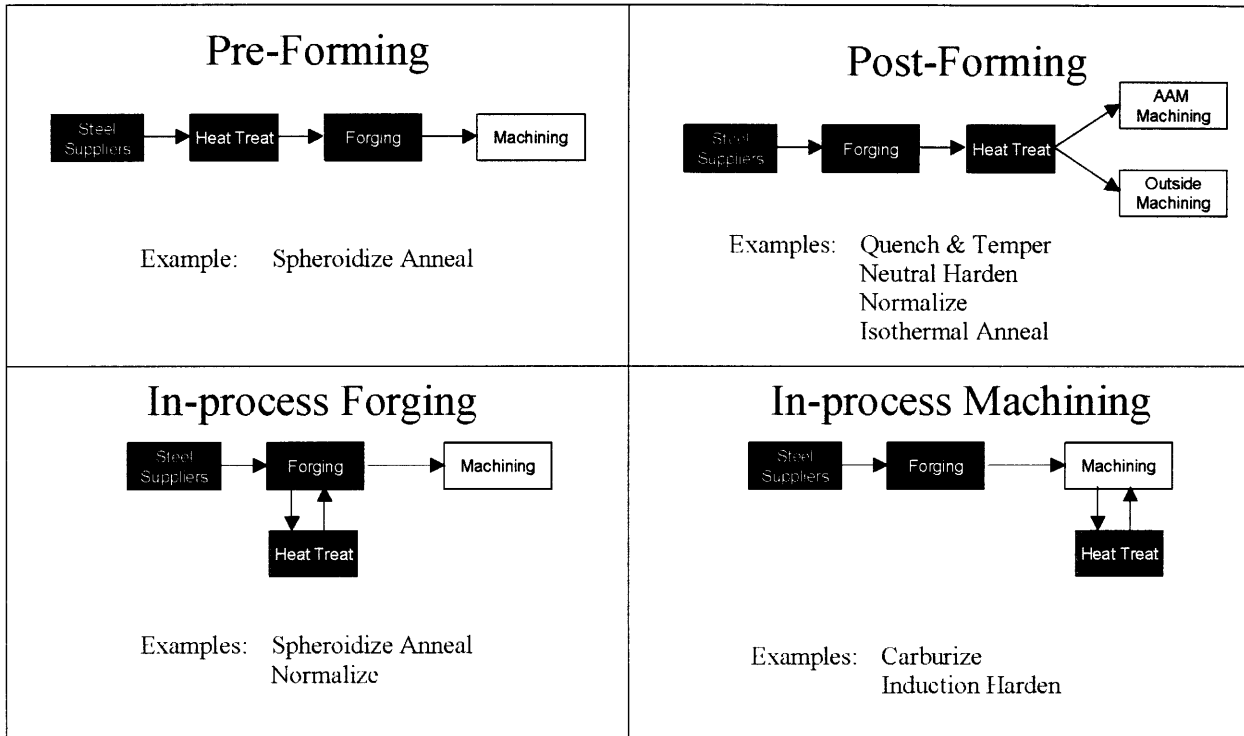 Pre-Forming
Steel
Suppliers
Heat Treat
Forging
Machining
Example: Spheroidize Anneal
Post-Forming
Steel
Suppliers
Forging
Heat Treat
AAM
Machining
Outside
Machining
Examples: Quench & Temper
Neutral Harden
Normalize
Isothermal Anneal
In-process Forging
Steel
Suppliers
Forging
Machining
Heat Treat
Examples: Spheroidize Anneal
Normalize
In-process Machining
Steel
Suppliers
Forging
Machining
Heat Treat
Examples: Carburize
Induction Harden